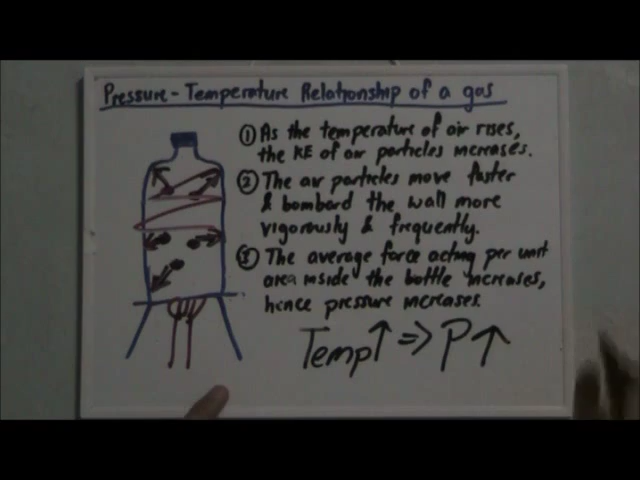 Pressure - Temperature Relationship of a gas
① As the temperature of air rises,
the KE of air particles increases.
② The air particles move faster
& bombard the wall more
vigorously & frequently.
③ The average force acting per unit
area inside the bottle increases,
hence pressure increases.
Temp↑ ⇒ P↑